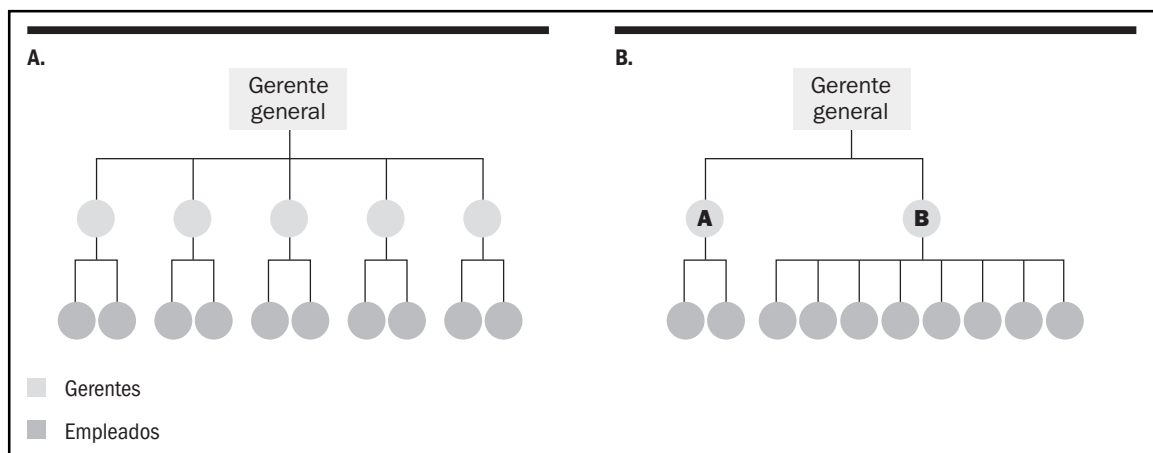 A.
Gerente
general
Gerentes
Empleados
B.
Gerente
general
A
B